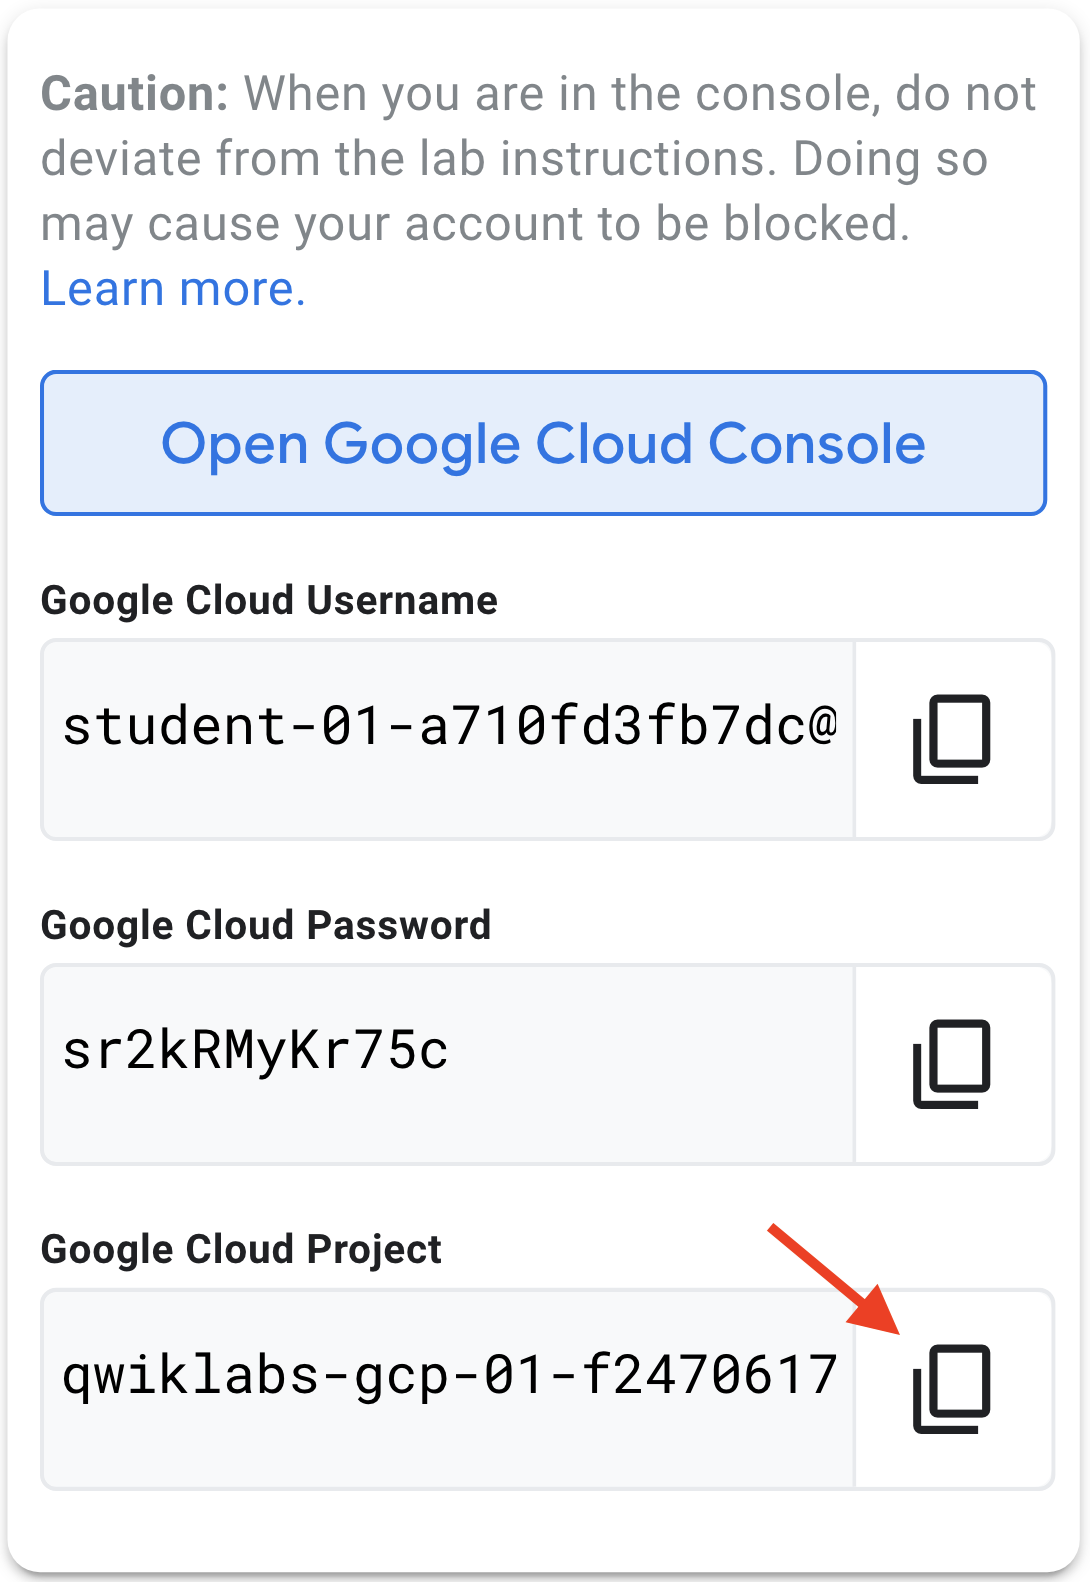 Caution: When you are in the console, do not
deviate from the lab instructions. Doing so
may cause your account to be blocked.
Learn more.
Open Google Cloud Console
Google Cloud Username
student-01-a710fd3fb7dc@
Google Cloud Password
sr2kRMyKr75c
Google Cloud Project
qwiklabs-gcp-01-f2470617